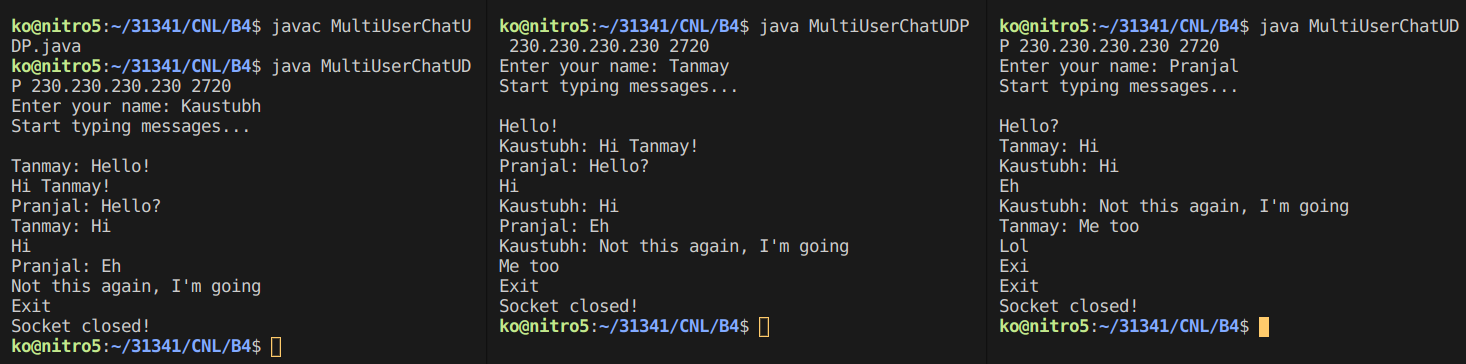 ko@nitro5:~/31341/CNL/B4$ javac MultiUserChatU
DP.java
ko@nitro5:~/31341/CNL/B4$ java MultiUserChatUD
P 230.230.230.230 2720
Enter your name: Kaustubh
Start typing messages...
Tanmay: Hello!
Hi Tanmay!
Pranjal: Hello?
Tanmay: Hi
Hi
Pranjal: Eh
Not this again, I'm going
Exit
Socket closed!
ko@nitro5:~/31341/CNL/B4$
ko@nitro5:~/31341/CNL/B4$ java MultiUserChatUDP
 230.230.230.230 2720
Enter your name: Tanmay
Start typing messages...
Hello!
Kaustubh: Hi Tanmay!
Pranjal: Hello?
Hi
Kaustubh: Hi
Pranjal: Eh
Kaustubh: Not this again, I'm going
Me too
Exit
Socket closed!
ko@nitro5:~/31341/CNL/B4$
ko@nitro5:~/31341/CNL/B4$ java MultiUserChatUD
P 230.230.230.230 2720
Enter your name: Pranjal
Start typing messages...
Hello?
Tanmay: Hi
Kaustubh: Hi
Eh
Kaustubh: Not this again, I'm going
Tanmay: Me too
Lol
Exi
Exit
Socket closed!
ko@nitro5:~/31341/CNL/B4$